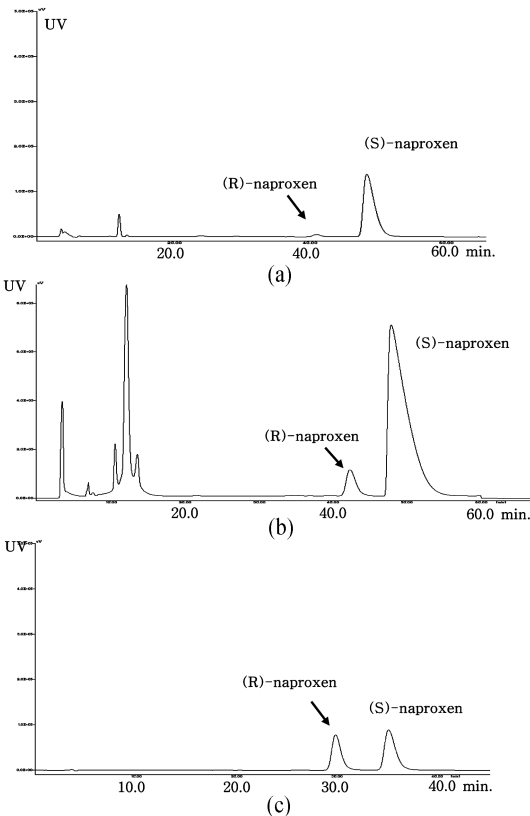 UV
(S)-naproxen
(R)-naproxen
20.0 40.0 60.0 min.
(a)
UV
(S)-naproxen
(R)-naproxen
20.0 40.0 60.0 min.
(b)
UV
(R)-naproxen (S)-naproxen
10.0 20.0 30.0 40.0 min.
(c)